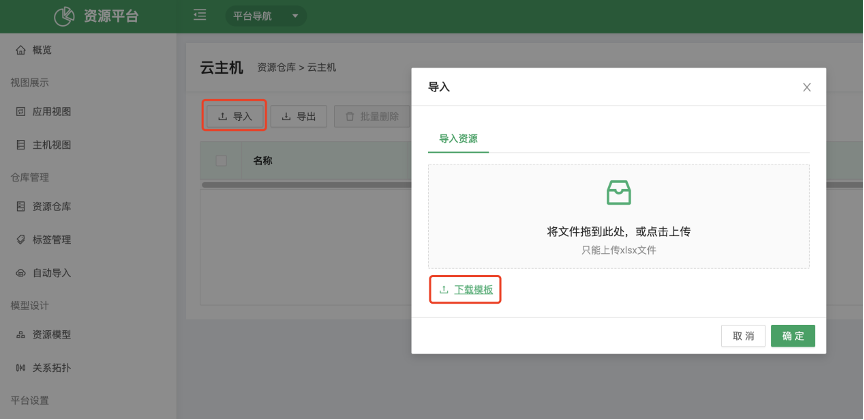 资源平台
平台导航
概览
视图展示
应用视图
主机视图
仓库管理
资源仓库
标签管理
自动导入
模型设计
资源模型
关系拓扑
平台设置
云主机 资源仓库 > 云主机
导入 导出 批量删除
名称
导入
导入资源
将文件拖到此处，或点击上传
只能上传xlsx文件
下载模板
取 消 确 定